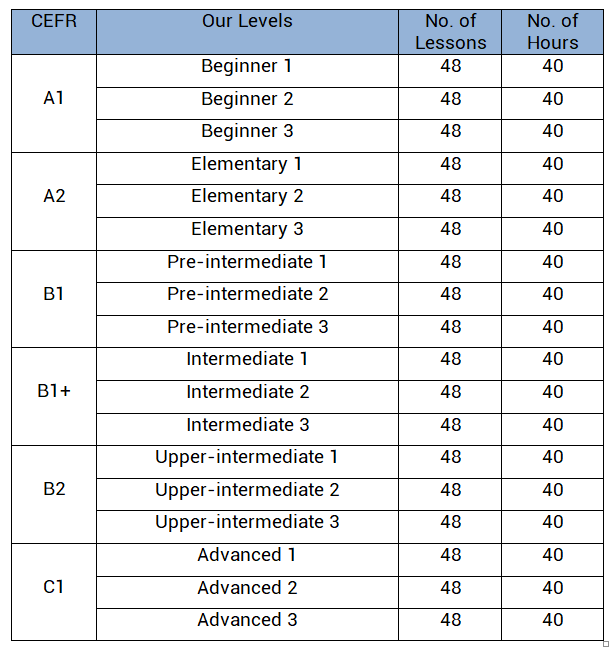 CEFR Our Levels No. of Lessons No. of Hours
A1 Beginner 1 48 40
Beginner 2 48 40
Beginner 3 48 40
A2 Elementary 1 48 40
Elementary 2 48 40
Elementary 3 48 40
B1 Pre-intermediate 1 48 40
Pre-intermediate 2 48 40
Pre-intermediate 3 48 40
B1+ Intermediate 1 48 40
Intermediate 2 48 40
Intermediate 3 48 40
B2 Upper-intermediate 1 48 40
Upper-intermediate 2 48 40
Upper-intermediate 3 48 40
C1 Advanced 1 48 40
Advanced 2 48 40
Advanced 3 48 40